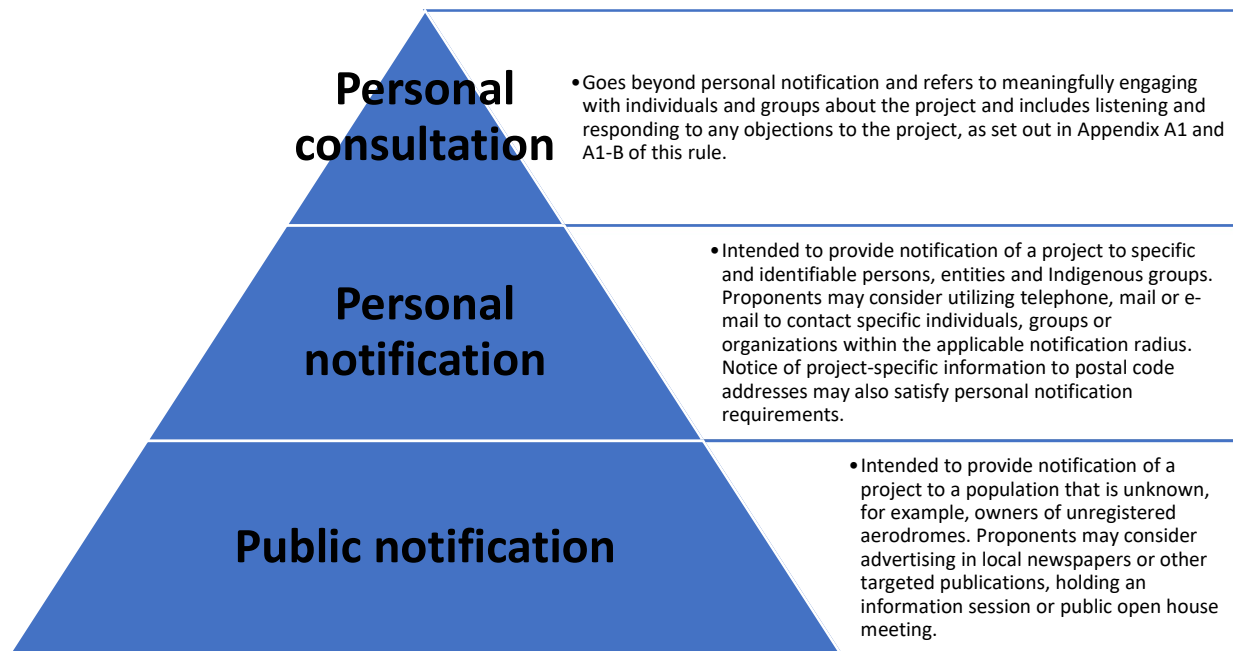 Personal
consultation
•Goes beyond personal notification and refers to meaningfully engaging
with individuals and groups about the project and includes listening and
responding to any objections to the project, as set out in Appendix A1 and
A1-B of this rule.
Personal
notification
•Intended to provide notification of a project to specific
and identifiable persons, entities and Indigenous groups.
Proponents may consider utilizing telephone, mail or e-
mail to contact specific individuals, groups or
organizations within the applicable notification radius.
Notice of project-specific information to postal code
addresses may also satisfy personal notification
requirements.
Public notification
•Intended to provide notification of a
project to a population that is unknown,
for example, owners of unregistered
aerodromes. Proponents may consider
advertising in local newspapers or other
targeted publications, holding an
information session or public open house
meeting.